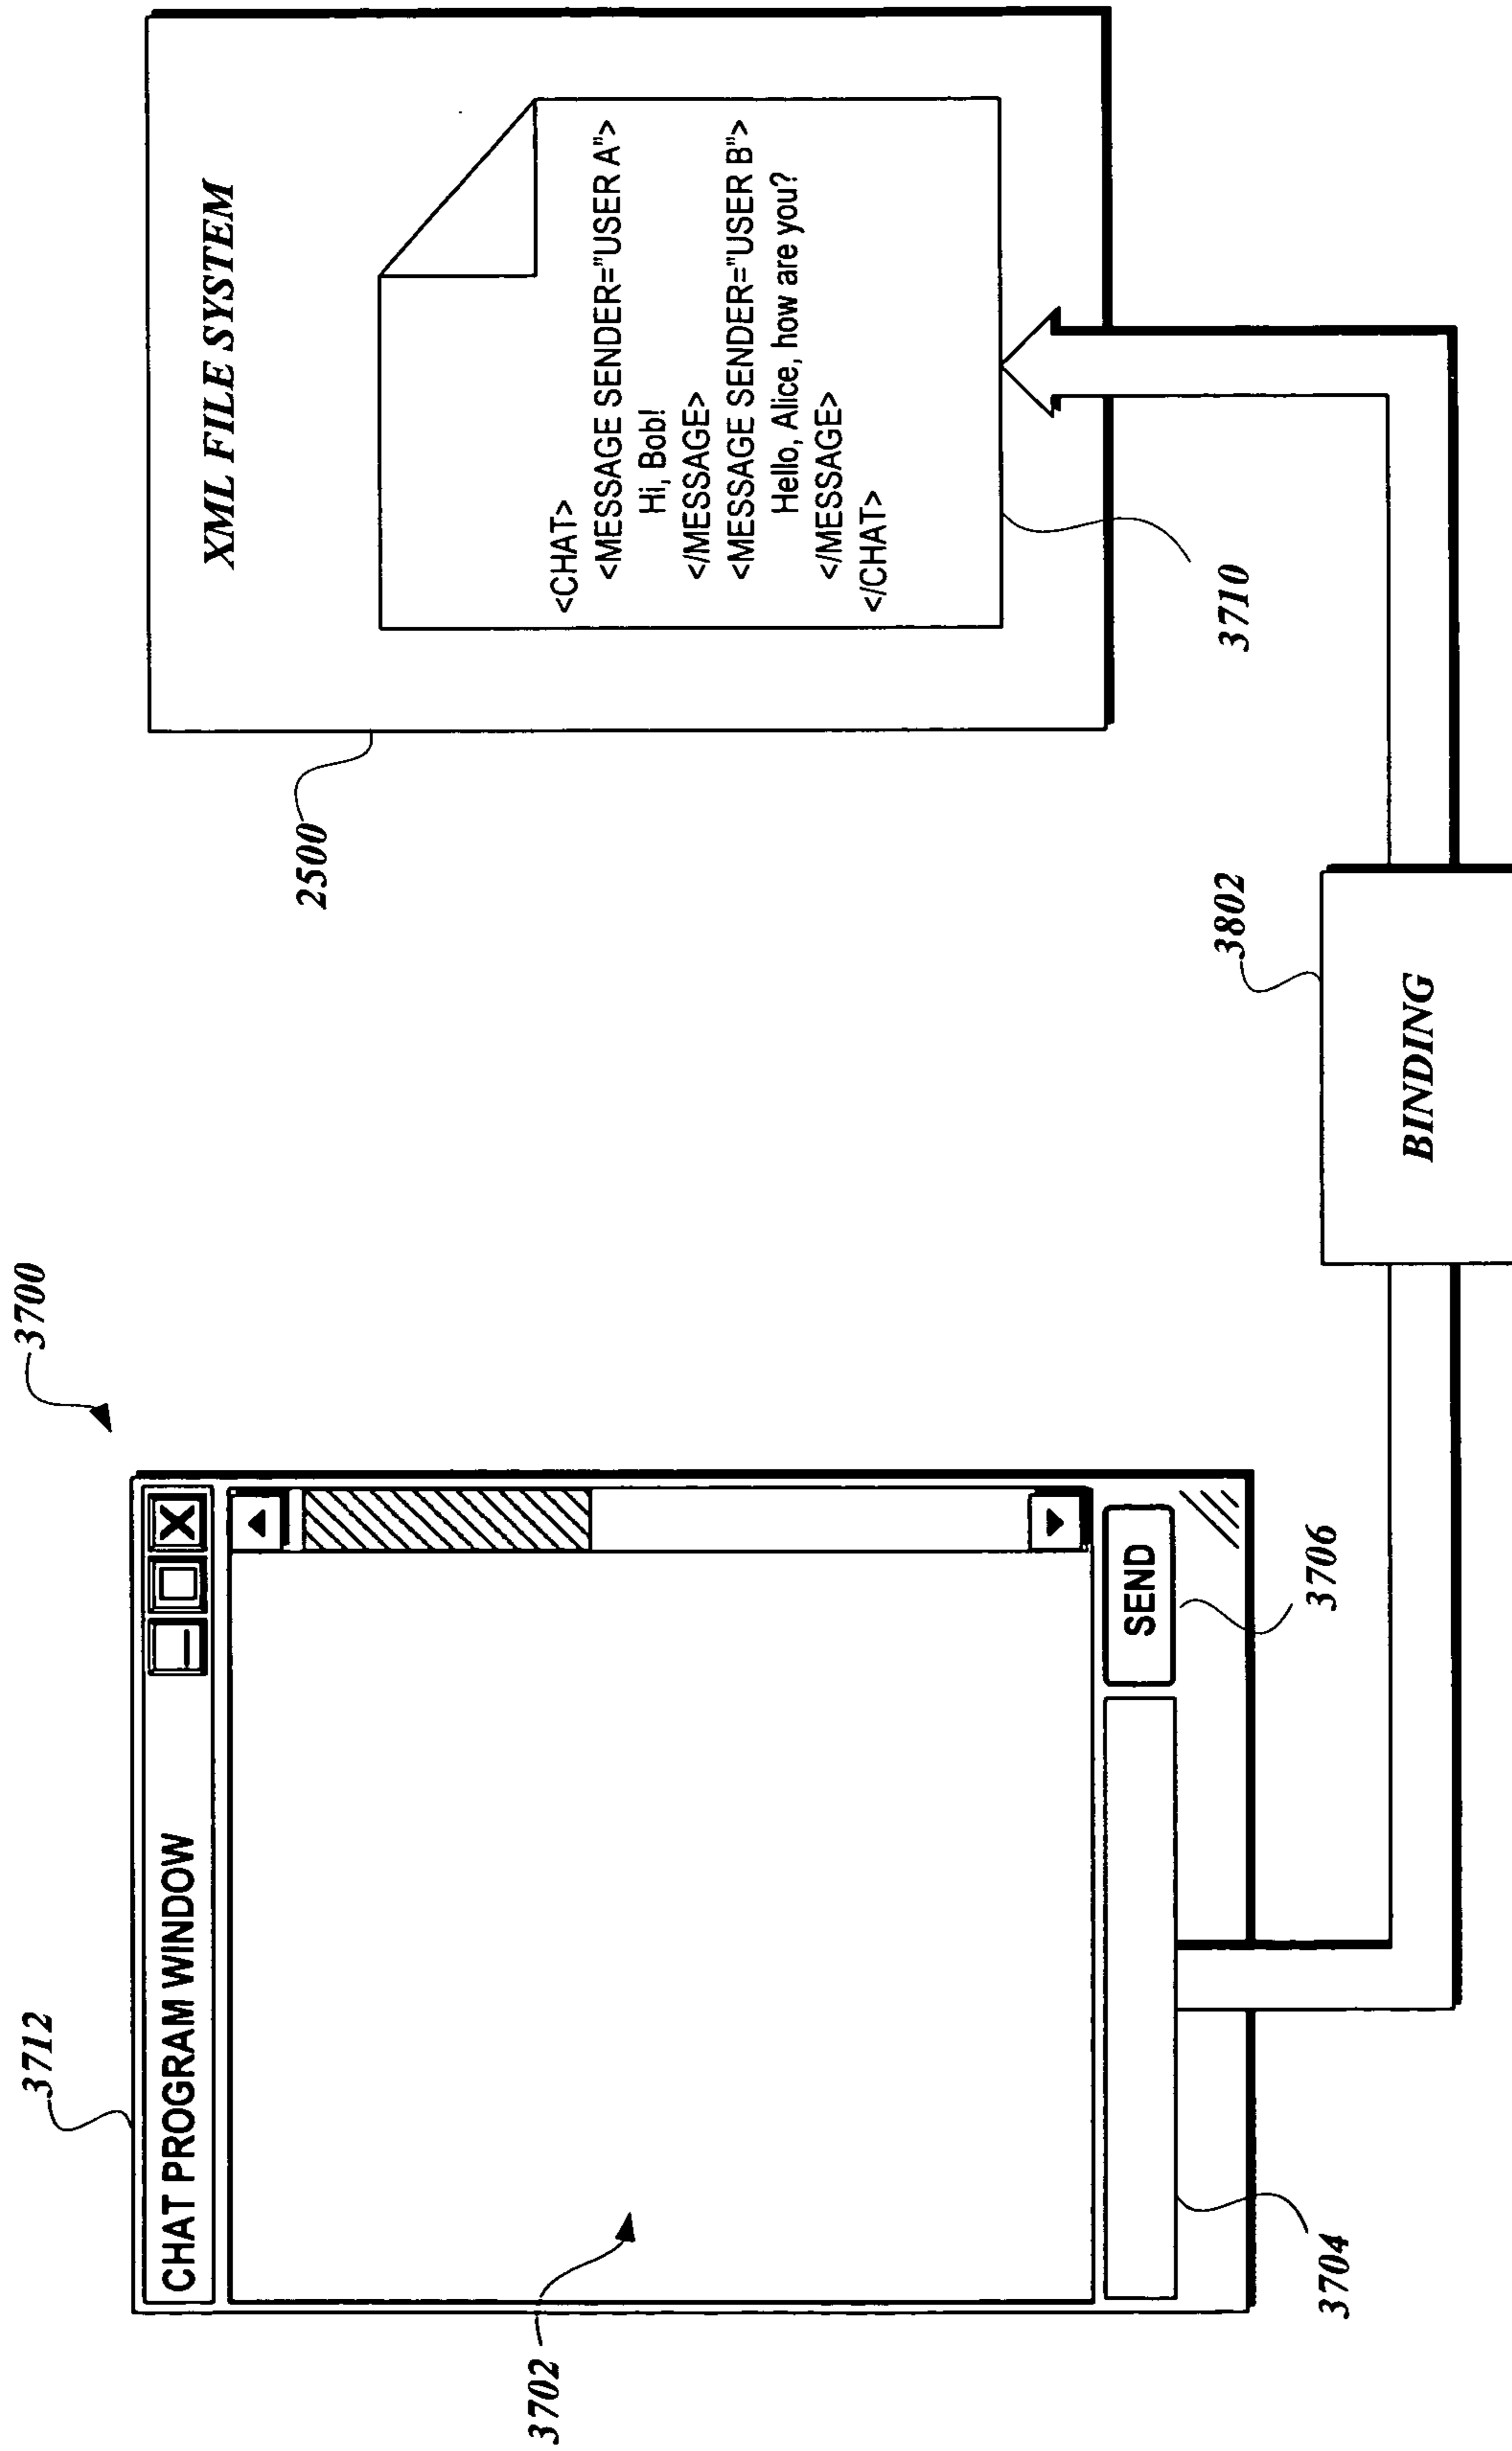 3700
3712
CHAT PROGRAM WINDOW
3702
SEND
3704
3706
2500
XML FILE SYSTEM
<CHAT>
<MESSAGE SENDER="USER A">
Hi, Bob!
</MESSAGE>
<MESSAGE SENDER="USER B">
Hello, Alice, how are you?
</MESSAGE>
</CHAT>
3710
3802
BINDING